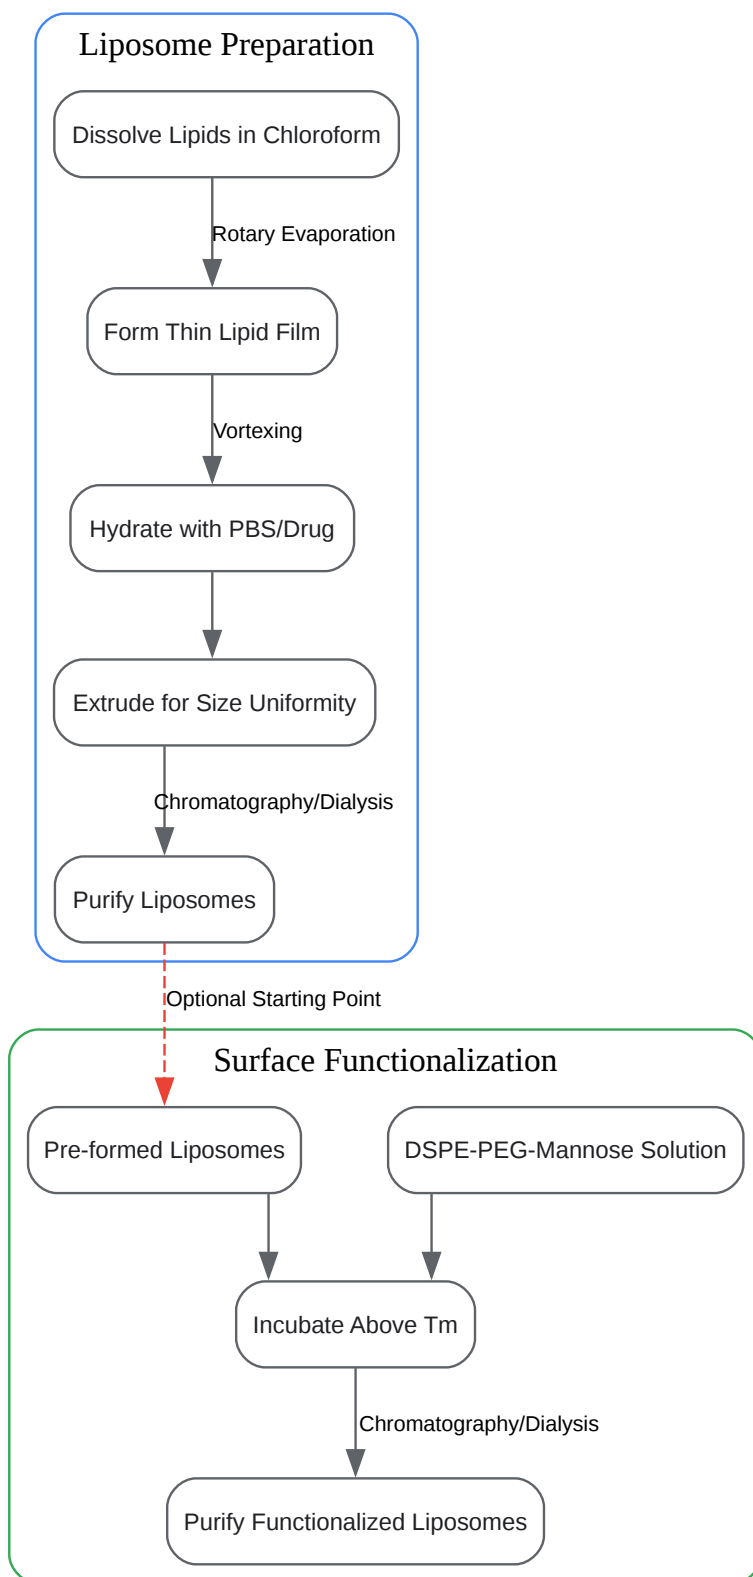 Liposome Preparation
Dissolve Lipids in Chloroform
Rotary Evaporation
Form Thin Lipid Film
Vortexing
Hydrate with PBS/Drug
Extrude for Size Uniformity
Chromatography/Dialysis
Purify Liposomes
Optional Starting Point
Surface Functionalization
Pre-formed Liposomes
DSPE-PEG-Mannose Solution
Incubate Above Tm
Chromatography/Dialysis
Purify Functionalized Liposomes